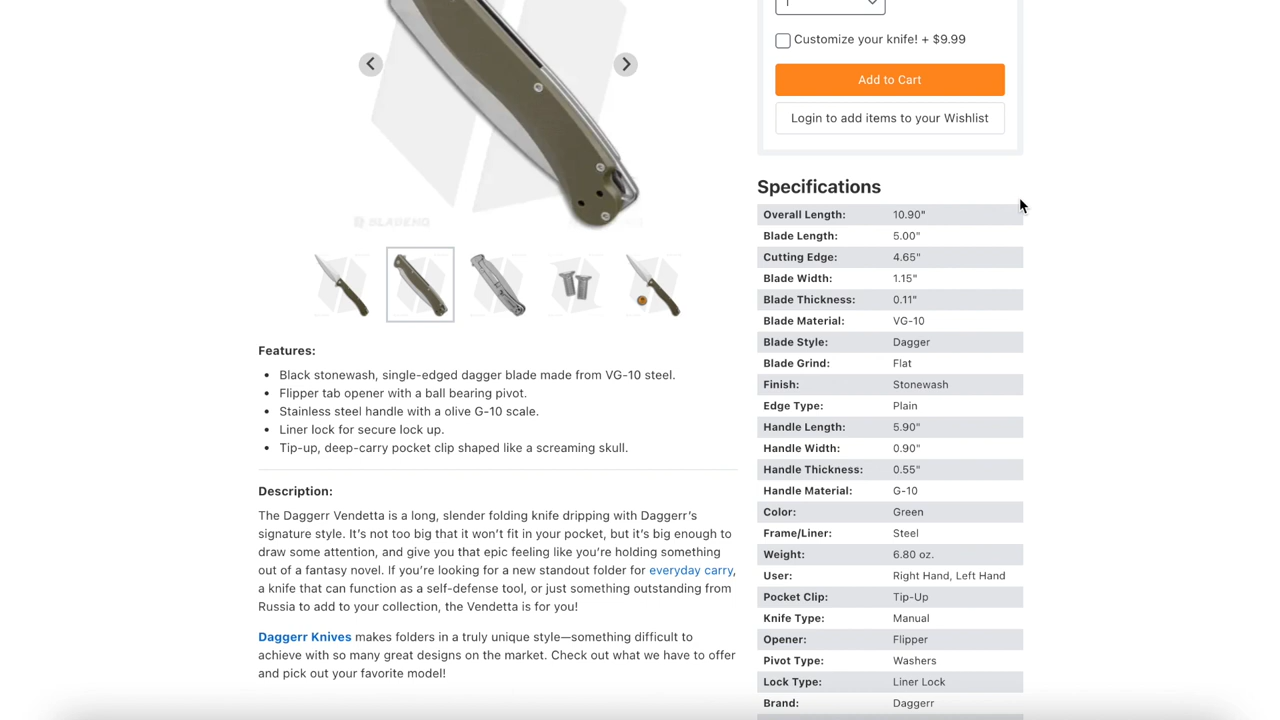 1
Customize your knife! + $9.99
Add to Cart
Login to add items to your Wishlist
BLADEHQ
Features:
• Black stonewash, single-edged dagger blade made from VG-10 steel.
• Flipper tab opener with a ball bearing pivot.
• Stainless steel handle with a olive G-10 scale.
• Liner lock for secure lock up.
• Tip-up, deep-carry pocket clip shaped like a screaming skull.
Description:
The Daggerr Vendetta is a long, slender folding knife dripping with Daggerr's
signature style. It's not too big that it won't fit in your pocket, but it's big enough to
draw some attention, and give you that epic feeling like you're holding something
out of a fantasy novel. If you're looking for a new standout folder for everyday carry,
a knife that can function as a self-defense tool, or just something outstanding from
Russia to add to your collection, the Vendetta is for you!
Daggerr Knives makes folders in a truly unique style—something difficult to
achieve with so many great designs on the market. Check out what we have to offer
and pick out your favorite model!
Specifications
Overall Length: 10.90"
Blade Length: 5.00"
Cutting Edge: 4.65"
Blade Width: 1.15"
Blade Thickness: 0.11"
Blade Material: VG-10
Blade Style: Dagger
Blade Grind: Flat
Finish: Stonewash
Edge Type: Plain
Handle Length: 5.90"
Handle Width: 0.90"
Handle Thickness: 0.55"
Handle Material: G-10
Color: Green
Frame/Liner: Steel
Weight: 6.80 oz.
User: Right Hand, Left Hand
Pocket Clip: Tip-Up
Knife Type: Manual
Opener: Flipper
Pivot Type: Washers
Lock Type: Liner Lock
Brand: Daggerr